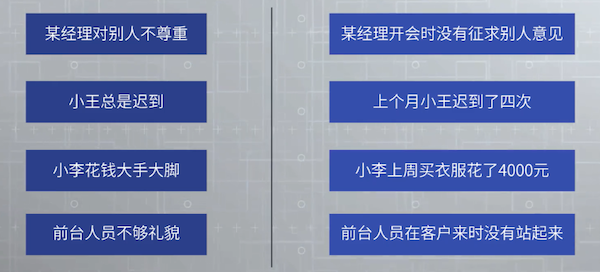 某经理对别人不尊重
某经理开会时没有征求别人意见
小王总是迟到
上个月小王迟到了四次
小李花钱大手大脚
小李上周买衣服花了4000元
前台人员不够礼貌
前台人员在客户来时没有站起来